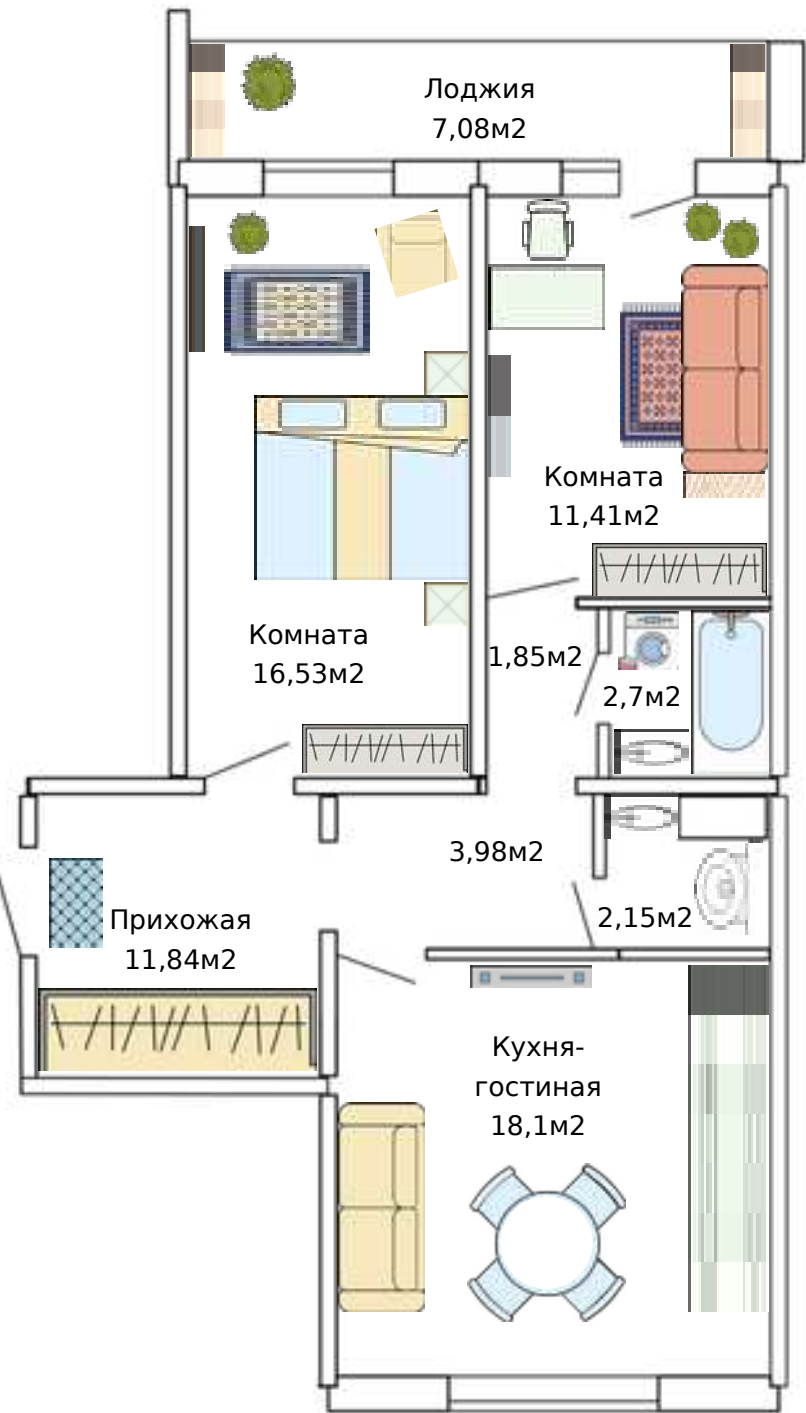 Лоджия
7,08м2
Комната
11,41м2
Комната
16,53м2
1,85м2
2,7м2
3,98м2
2,15м2
Прихожая
11,84м2
Кухня-
гостиная
18,1м2